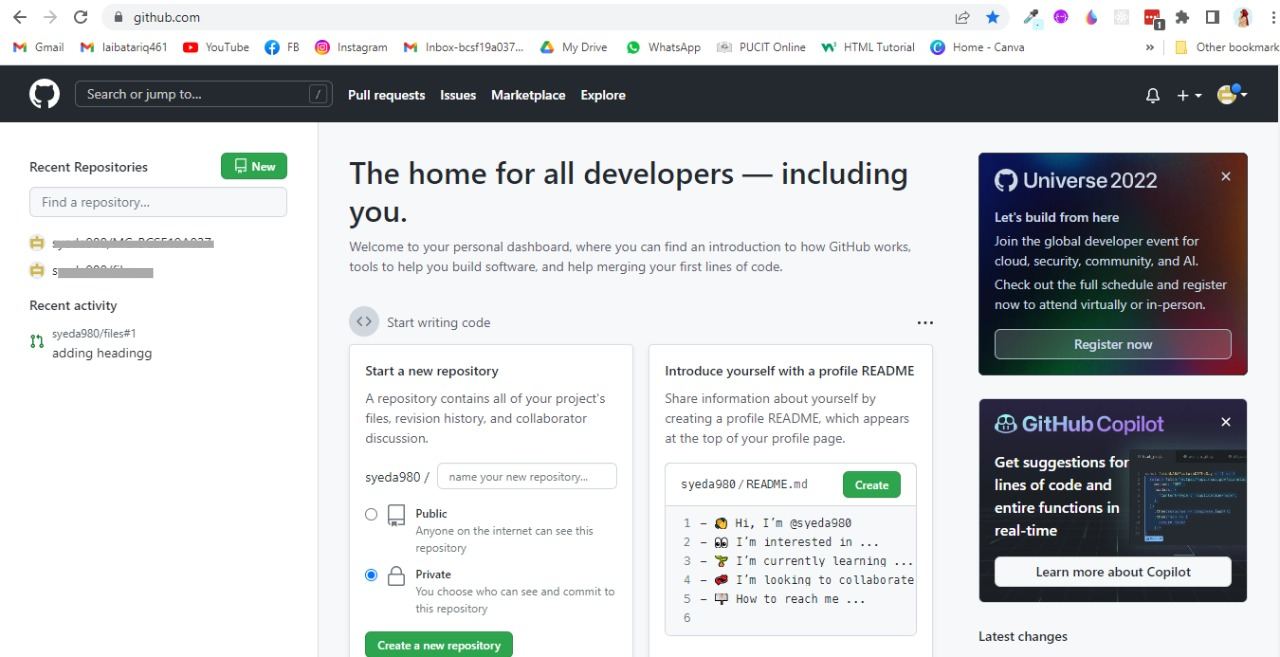 github.com
1
Gmail
laibatariq461
YouTube
FB
Instagram
Inbox-bcsf19a037...
My Drive
WhatsApp
PUCIT Online
HTML Tutorial
Home - Canva
»
Other bookmark
Search or jump to...
/
Pull requests
Issues
Marketplace
Explore
Recent Repositories
New
Find a repository...
Recent activity
syeda980/files#1
adding headingg
The home for all developers — including
you.
Welcome to your personal dashboard, where you can find an introduction to how GitHub works,
tools to help you build software, and help merging your first lines of code.
Start writing code
Start a new repository
A repository contains all of your project's
files, revision history, and collaborator
discussion.
syeda980 /
name your new repository...
Public
Anyone on the internet can see this
repository
Private
You choose who can see and commit to
this repository
Create a new repository
Introduce yourself with a profile README
Share information about yourself by
creating a profile README, which appears
at the top of your profile page.
syeda980/README.md
Create
1 – 👋 Hi, I’m @syeda980
2 – 👀 I’m interested in ...
3 – 🌱 I’m currently learning ...
4 – 💞️ I’m looking to collaborate
5 – 📫 How to reach me ...
6
Universe 2022
Let's build from here
Join the global developer event for
cloud, security, community, and AI.
Check out the full schedule and register
now to attend virtually or in-person.
Register now
GitHub Copilot
Get suggestions for
lines of code and
entire functions in
real-time
Learn more about Copilot
Latest changes